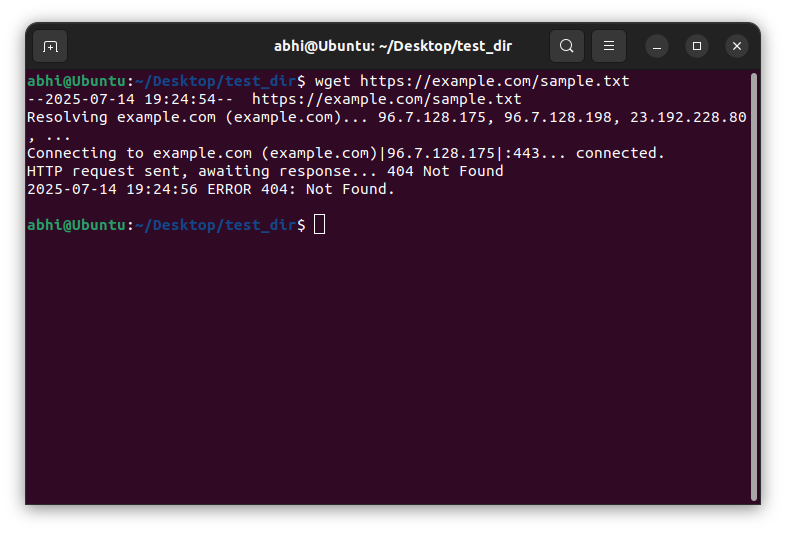 abhi@Ubuntu: ~/Desktop/test_dir
abhi@Ubuntu:~/Desktop/test_dir$ wget https://example.com/sample.txt
--2025-07-14 19:24:54--  https://example.com/sample.txt
Resolving example.com (example.com)... 96.7.128.175, 96.7.128.198, 23.192.228.80
, ...
Connecting to example.com (example.com)|96.7.128.175|:443... connected.
HTTP request sent, awaiting response... 404 Not Found
2025-07-14 19:24:56 ERROR 404: Not Found.
abhi@Ubuntu:~/Desktop/test_dir$